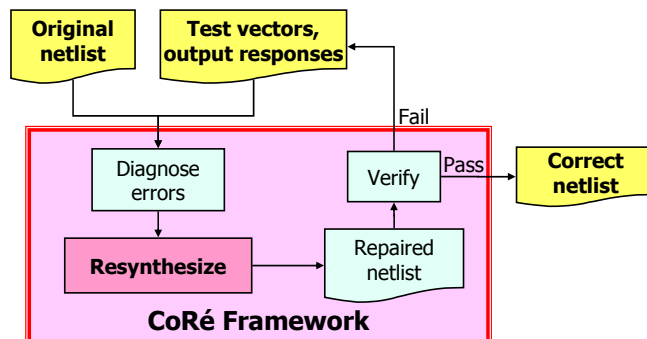 Original
netlist
Test vectors,
output responses
Fail
Diagnose
errors
Verify
Pass
Correct
netlist
Resynthesize
Repaired
netlist
CoRé Framework